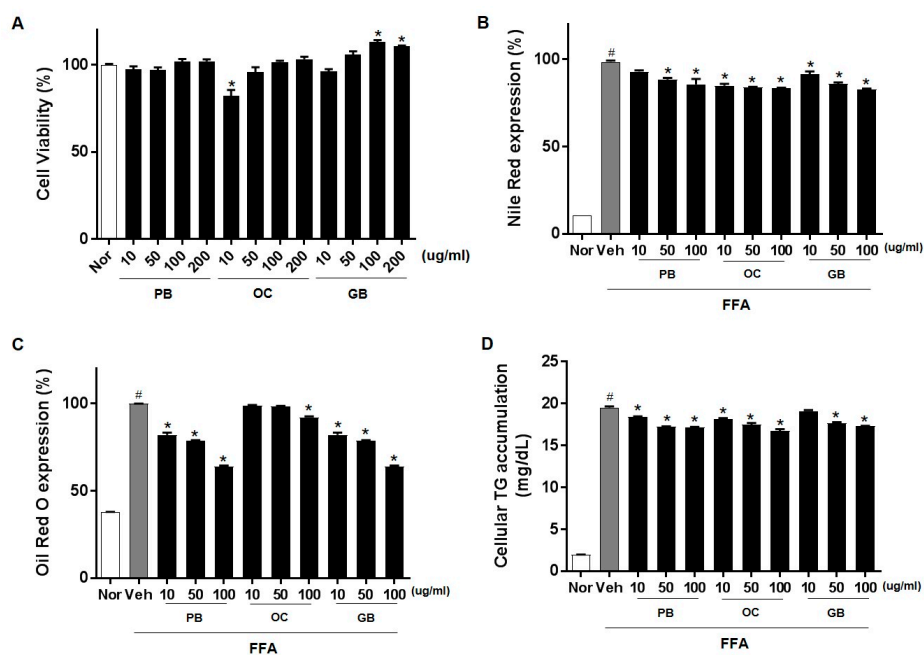 A
Cell Viability (%)
100
50
0
*
*
*
Nor 10 50 100 200 10 50 100 200 10 50 100 200 (ug/ml)
PB OC GB
B
Nile Red expression (%)
100
50
0
# * * * * * * * *
Nor Veh 10 50 100 10 50 100 10 50 100 (ug/ml)
PB OC GB
FFA
C
Oil Red O expression (%)
100
50
0
# * * * * * * *
Nor Veh 10 50 100 10 50 100 10 50 100 (ug/ml)
PB OC GB
FFA
D
Cellular TG accumulation
(mg/dL)
25
20
15
10
5
0
# * * * * * * * *
Nor Veh 10 50 100 10 50 100 10 50 100 (ug/ml)
PB OC GB
FFA